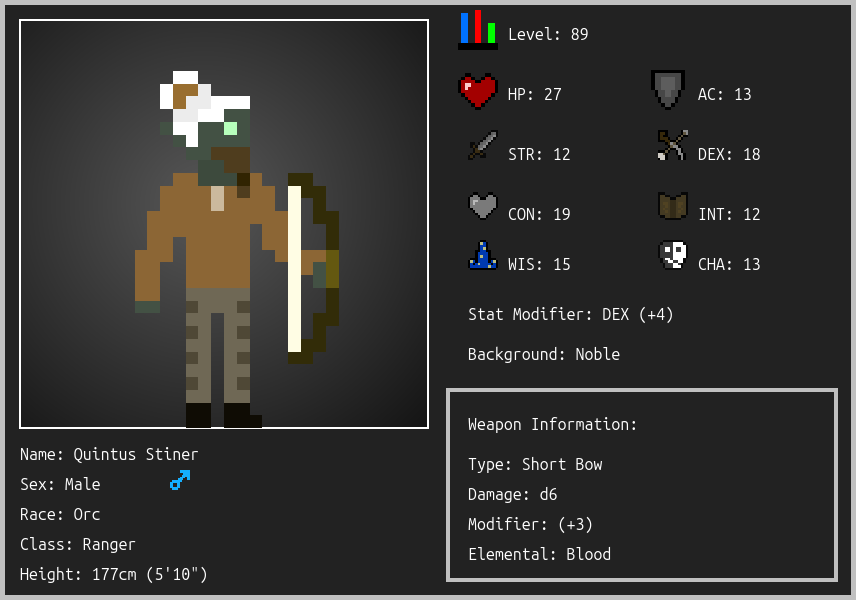 Level: 89
HP: 27
AC: 13
STR: 12
DEX: 18
CON: 19
INT: 12
WIS: 15
CHA: 13
Stat Modifier: DEX (+4)
Background: Noble
Weapon Information:
Type: Short Bow
Damage: d6
Modifier: (+3)
Elemental: Blood
Name: Quintus Stiner
Sex: Male
Race: Orc
Class: Ranger
Height: 177cm (5'10")